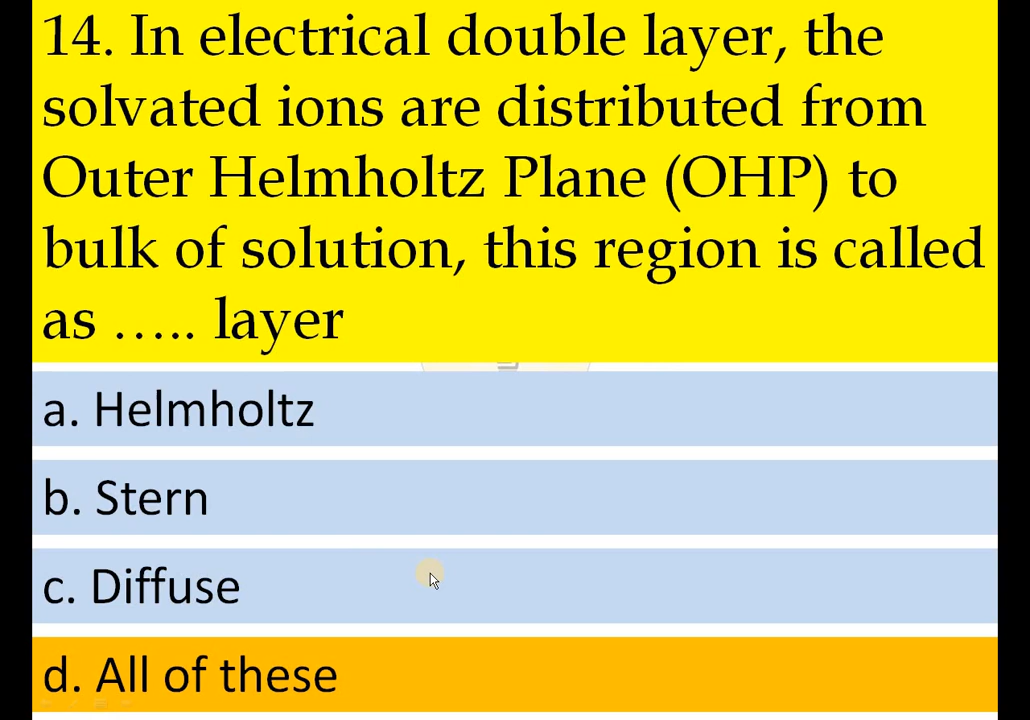 14. In electrical double layer, the
solvated ions are distributed from
Outer Helmholtz Plane (OHP) to
bulk of solution, this region is called
as ….. layer
a. Helmholtz
b. Stern
c. Diffuse
d. All of these